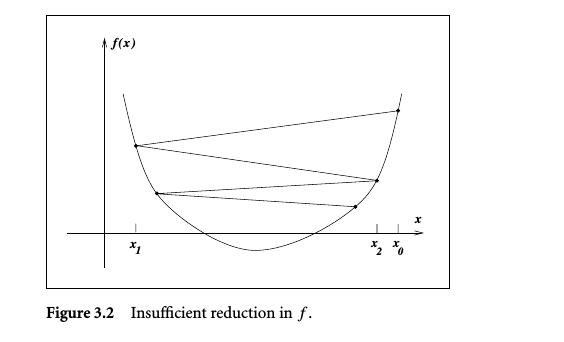 f(x)
x
x1
x2 x0
Figure 3.2 Insufficient reduction in f.